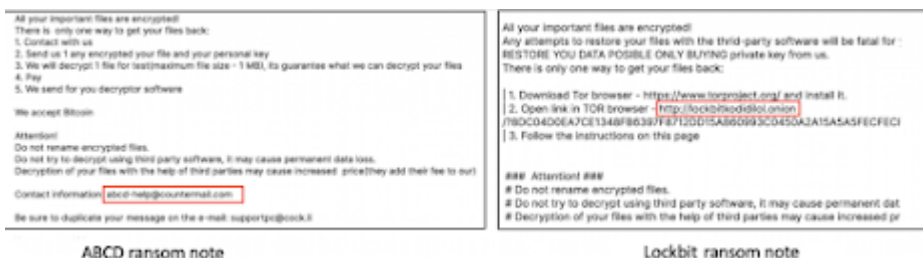 All your important files are encrypted!
There is only one way to get your files back:
1. Contact with us
2. Send us 1 any encrypted your file and your personal key
3. We will decrypt 1 file for test(maximum file size - 1 MB), its guarantee what we can decrypt your files
4. Pay
5. We send for you decryptor software
We accept Bitcoin
Attention!
Do not rename encrypted files.
Do not try to decrypt using third party software, it may cause permanent data loss.
Decryption of your files with the help of third parties may cause increased price(they add their fee to our)
Contact information: abcd-help@countermail.com
Be sure to duplicate your message on the e-mail: supportpc@cock.li
ABCD ransom note
All your important files are encrypted!
Any attempts to restore your files with the thrid-party software will be fatal for
RESTORE YOU DATA POSIBLE ONLY BUYING private key from us.
There is only one way to get your files back:
| 1. Download Tor browser - https://www.torproject.org/ and install it.
| 2. Open link in TOR browser - http://lockbitkodidilol.onion
| 3. Follow the instructions on this page
### Attention! ###
# Do not rename encrypted files.
# Do not try to decrypt using third party software, it may cause permanent dat
# Decryption of your files with the help of third parties may cause increased pr
Lockbit ransom note